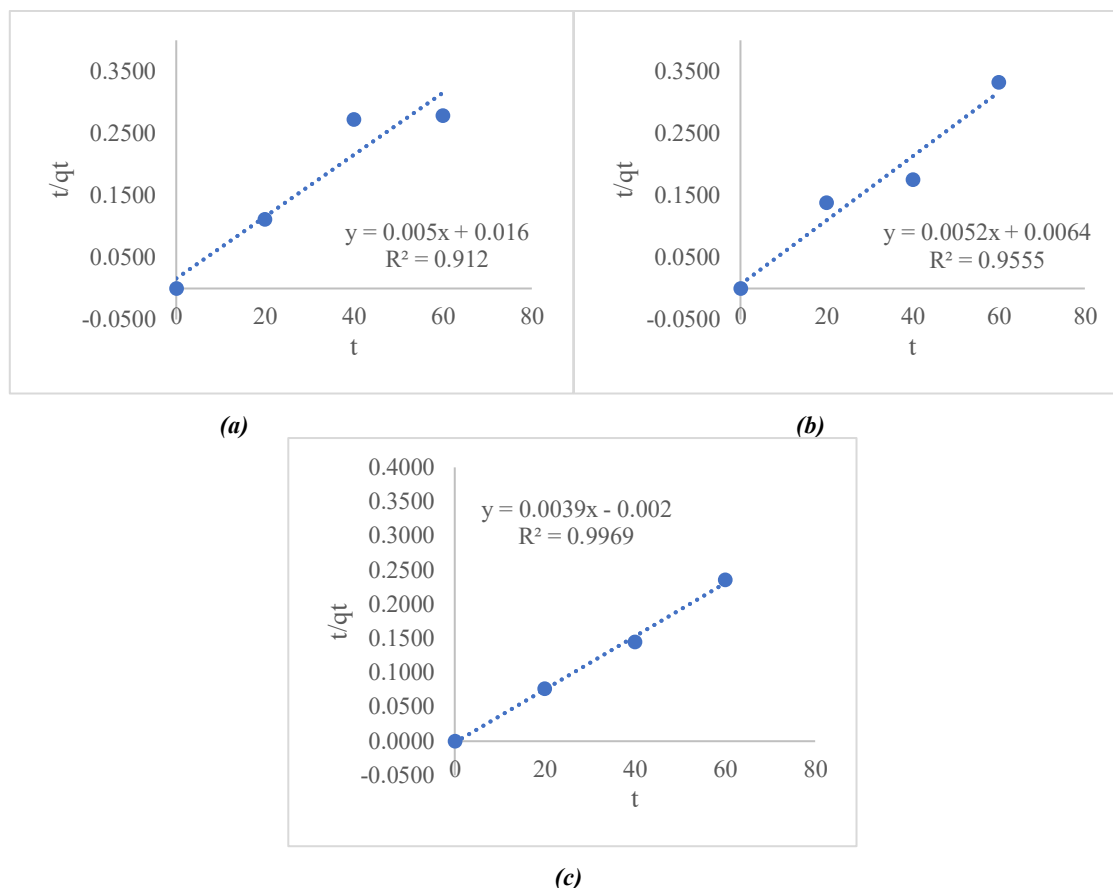 0.3500
0.2500
0.1500
0.0500
-0.0500
t/qt
0 20 40 60 80
t
y = 0.005x + 0.016
R² = 0.912
(a)
0.3500
0.2500
0.1500
0.0500
-0.0500
t/qt
0 20 40 60 80
t
y = 0.0052x + 0.0064
R² = 0.9555
(b)
0.4000
0.3500
0.3000
0.2500
0.2000
0.1500
0.1000
0.0500
0.0000
-0.0500
t/qt
0 20 40 60 80
t
y = 0.0039x - 0.002
R² = 0.9969
(c)